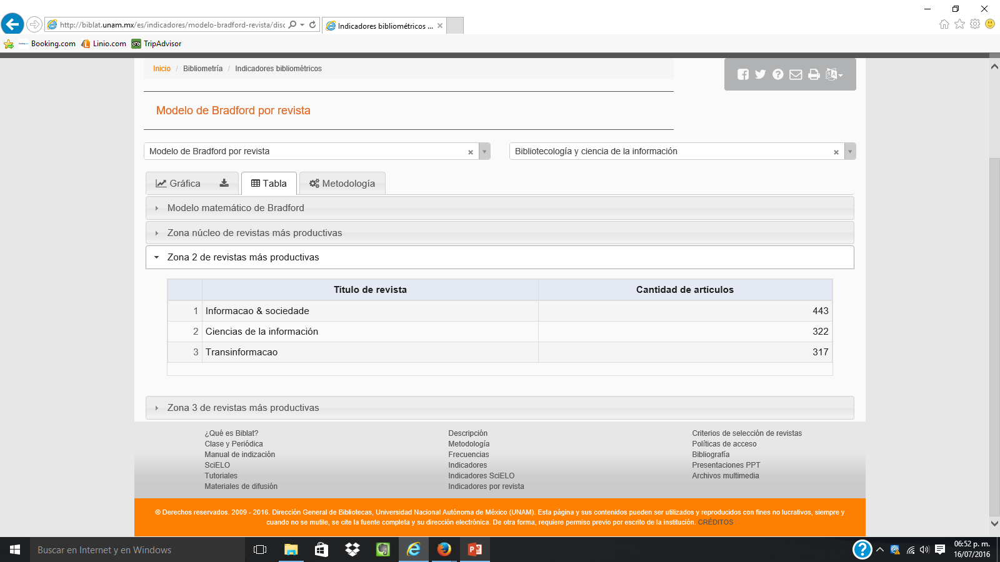 http://biblat.unam.mx/es/indicadores/modelo-bradford-revista/disc
Indicadores bibliométricos ...
Booking.com
Linio.com
TripAdvisor
Inicio / Bibliometría / Indicadores bibliométricos
Modelo de Bradford por revista
Modelo de Bradford por revista
Bibliotecología y ciencia de la información
Gráfica
Tabla
Metodología
Modelo matemático de Bradford
Zona núcleo de revistas más productivas
Zona 2 de revistas más productivas
Título de revista Cantidad de artículos
1 Informacao & sociedade 443
2 Ciencias de la información 322
3 Transinformacao 317
Zona 3 de revistas más productivas
¿Qué es Biblat? Descripción Criterios de selección de revistas
Clase y Periódica Metodología Políticas de acceso
Manual de indización Frecuencias Bibliografía
SciELO Indicadores Presentaciones PPT
Tutoriales Indicadores SciELO Archivos multimedia
Materiales de difusión Indicadores por revista
® Derechos reservados. 2009 - 2016. Dirección General de Bibliotecas, Universidad Nacional Autónoma de México (UNAM). Esta página y sus contenidos pueden ser utilizados y reproducidos con fines no lucrativos, siempre y
cuando no se mutile, se cite la fuente completa y su dirección electrónica. De otra forma, requiere permiso previo por escrito de la institución. CRÉDITOS
Buscar en Internet y en Windows
06:52 p. m.
16/07/2016